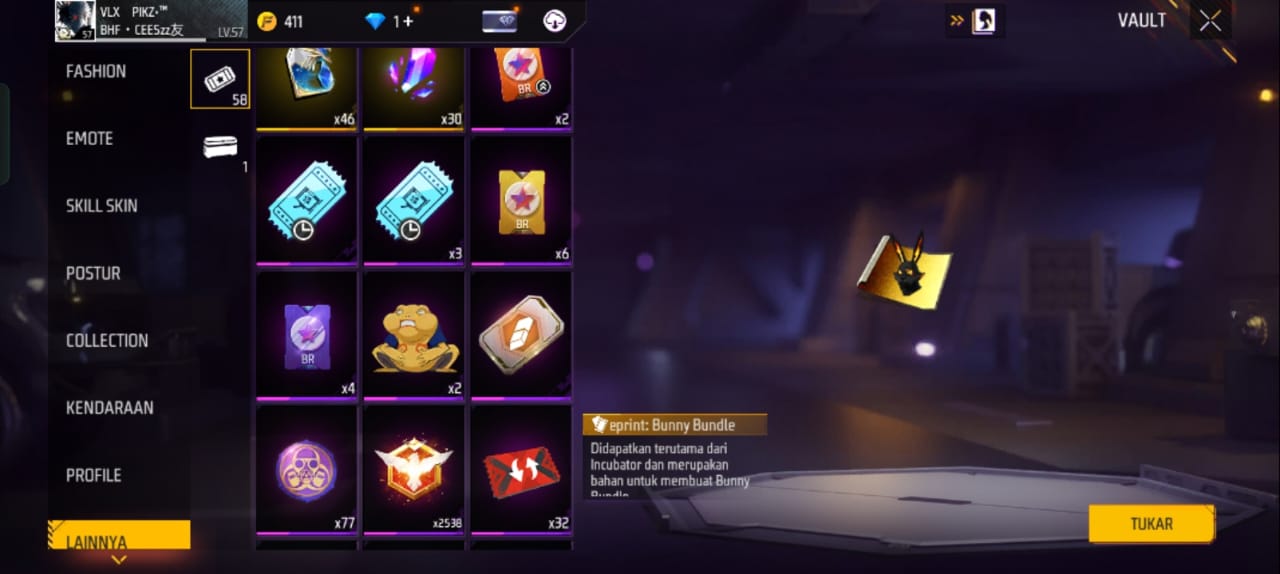 VLX PIKZ.™
BHF • CEE5zz友
57
LV.57
411
1+
VAULT
FASHION
EMOTE
SKILL SKIN
POSTUR
COLLECTION
KENDARAAN
PROFILE
LAINNYA
58
1
x46
x30
BR
x2
x3
BR
x6
BR
x4
x2
x77
x2538
x32
eprint: Bunny Bundle
Didapatkan terutama dari
Incubator dan merupakan
bahan untuk membuat Bunny
Bundle
TUKAR